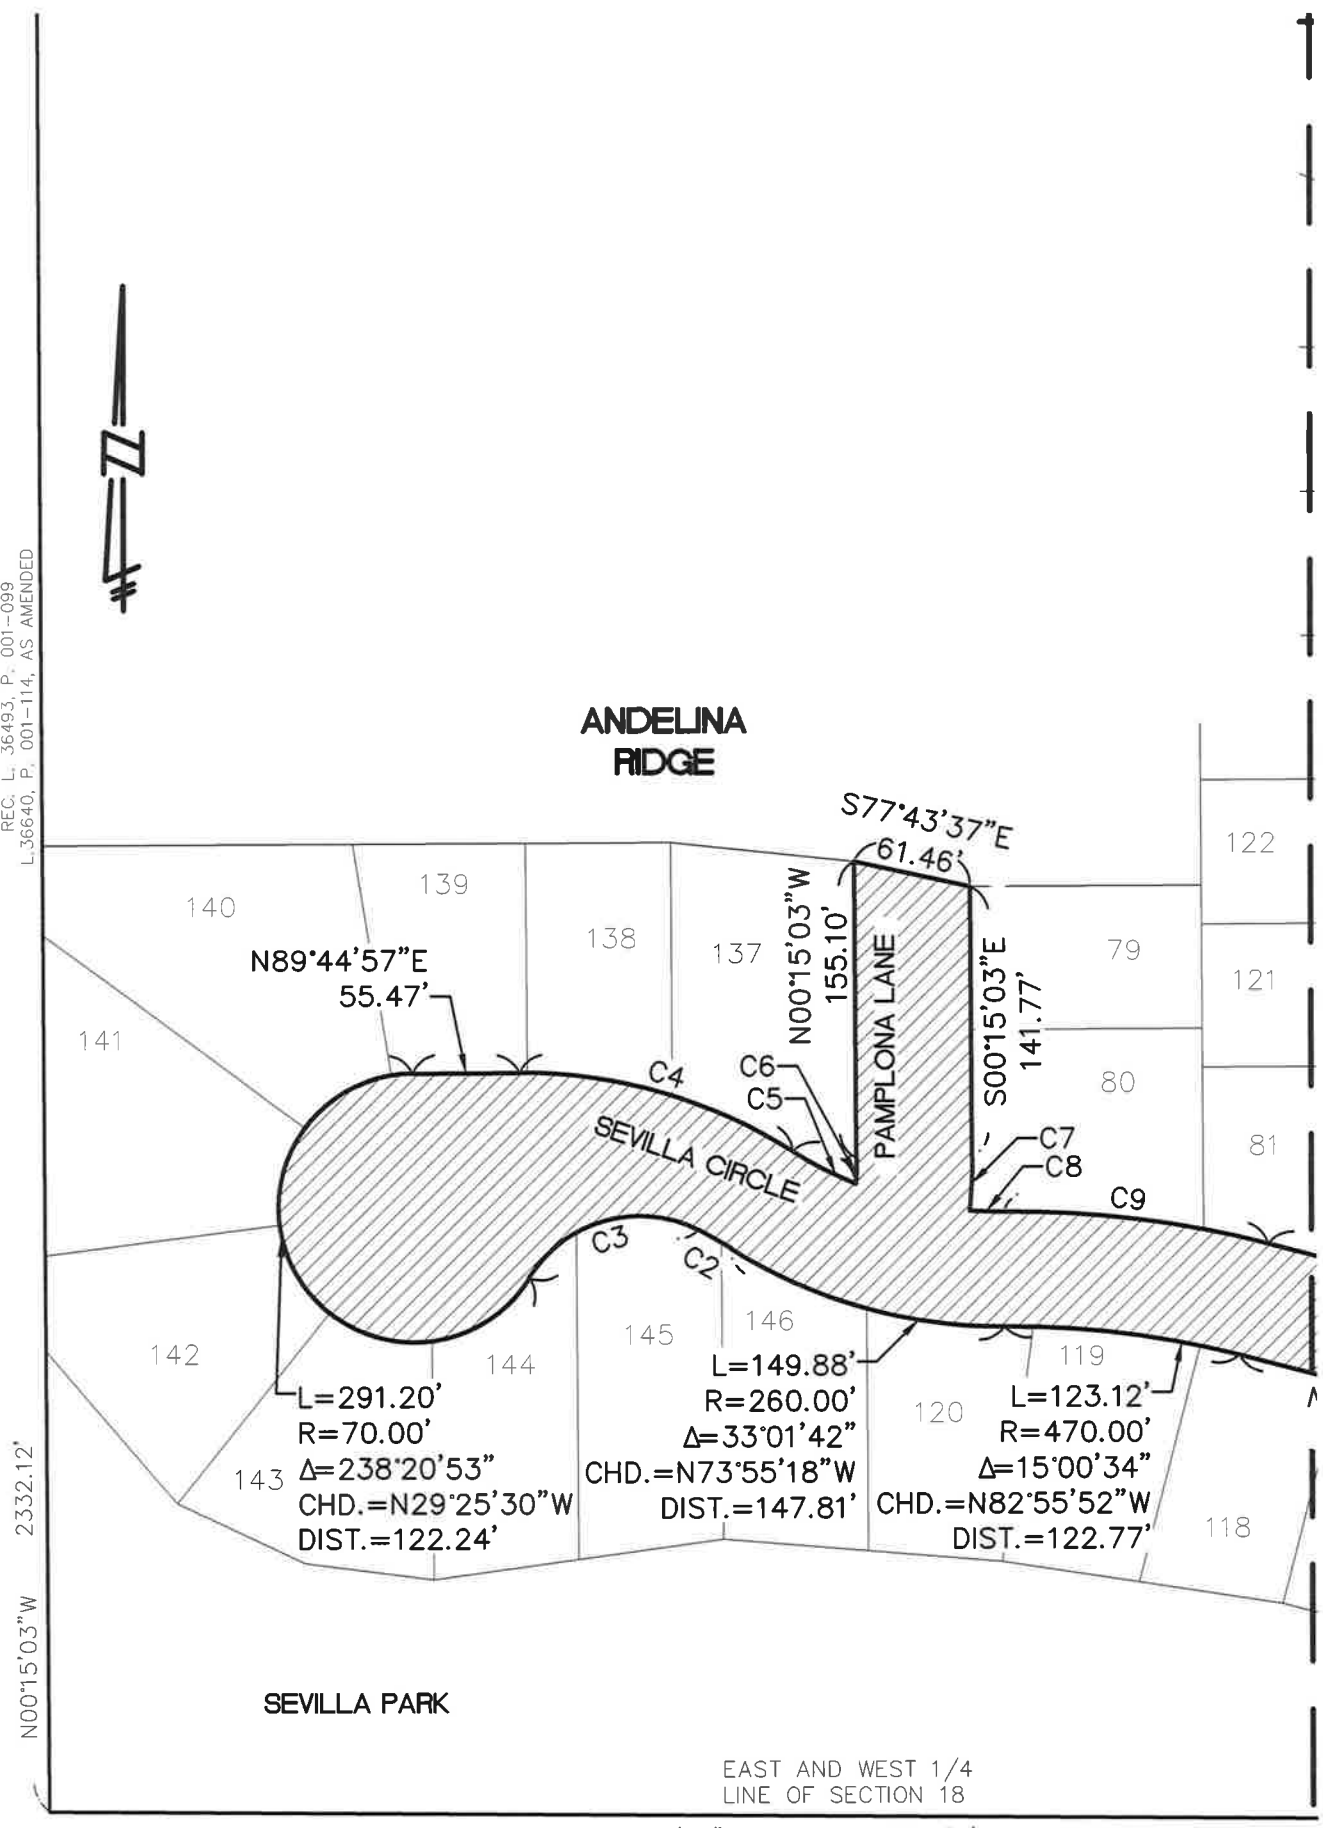 REC. L. 36493, P. 001-099
L.36640, P. 001-114, AS AMENDED
ANDELINA
RIDGE
S77°43'37"E
61.46'
122
140
139
138
137
N00°15'03"W
155.10'
PAMPLONA LANE
79
121
N89°44'57"E
55.47'
S00°15'03"E
141.77'
141
C4
C6
C5
80
81
SEVILLA CIRCLE
C7
C8
C9
C3
C2
142
144
145
146
119
120
143
118
L=291.20'
R=70.00'
Δ=238°20'53"
CHD.=N29°25'30"W
DIST.=122.24'
L=149.88'
R=260.00'
Δ=33°01'42"
CHD.=N73°55'18"W
DIST.=147.81'
L=123.12'
R=470.00'
Δ=15°00'34"
CHD.=N82°55'52"W
DIST.=122.77'
N00°15'03"W 2332.12'
SEVILLA PARK
EAST AND WEST 1/4
LINE OF SECTION 18